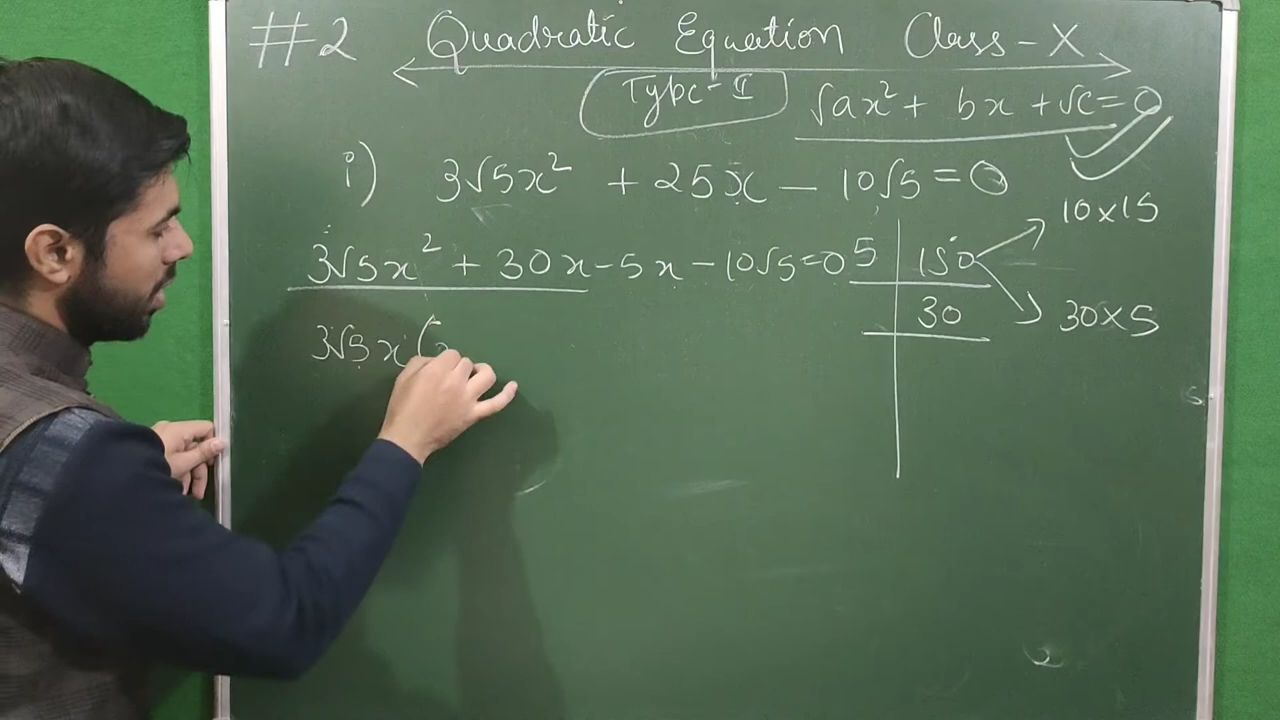 #2 Quadratic Equation Class-X
Type-II √ax² + bx + √c = 0
i) 3√5x² + 25x - 10√5 = 0
10×15
3√5x² + 30x - 5x - 10√5 = 0
5 | 150
30
30×5
3√5x(x